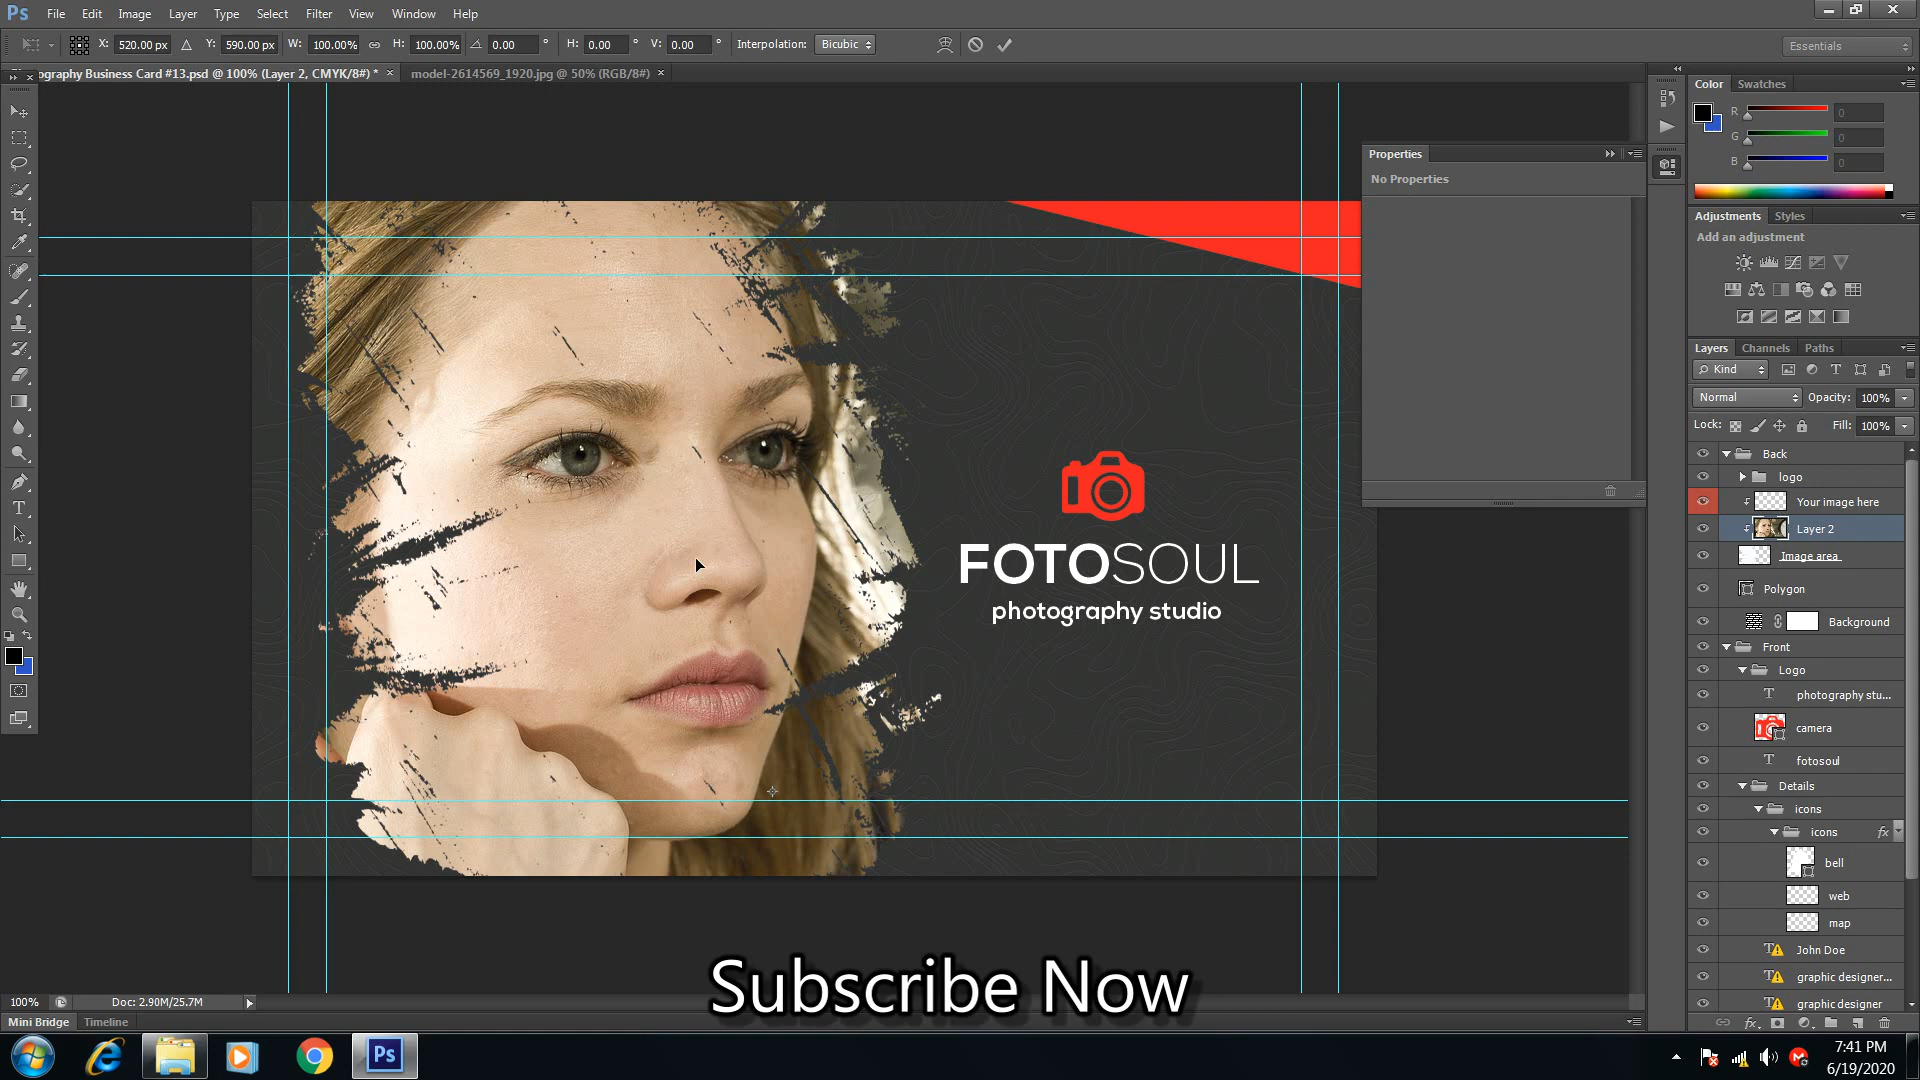 Ps File Edit Image Layer Type Select Filter View Window Help
X: 520.00 px Y: 590.00 px W: 100.00% H: 100.00% 0.00 ° H: 0.00 ° V: 0.00 ° Interpolation: Bicubic Essentials
ography Business Card #13.psd @ 100% (Layer 2, CMYK/8#) * × model-2614569_1920.jpg @ 50% (RGB/8#) ×
Color Swatches
R 0
G 0
B 0
Properties
No Properties
Adjustments Styles
Add an adjustment
Layers Channels Paths
Kind
Normal Opacity: 100%
Lock: Fill: 100%
Back
logo
Your image here
Layer 2
Image area
Polygon
Background
Front
Logo
photography stu...
camera
fotosoul
Details
icons
icons fx
bell
web
map
John Doe
graphic designer...
graphic designer
FOTOSOUL
photography studio
Subscribe Now
100% Doc: 2.90M/25.7M
Mini Bridge Timeline
Ps
7:41 PM
6/19/2020